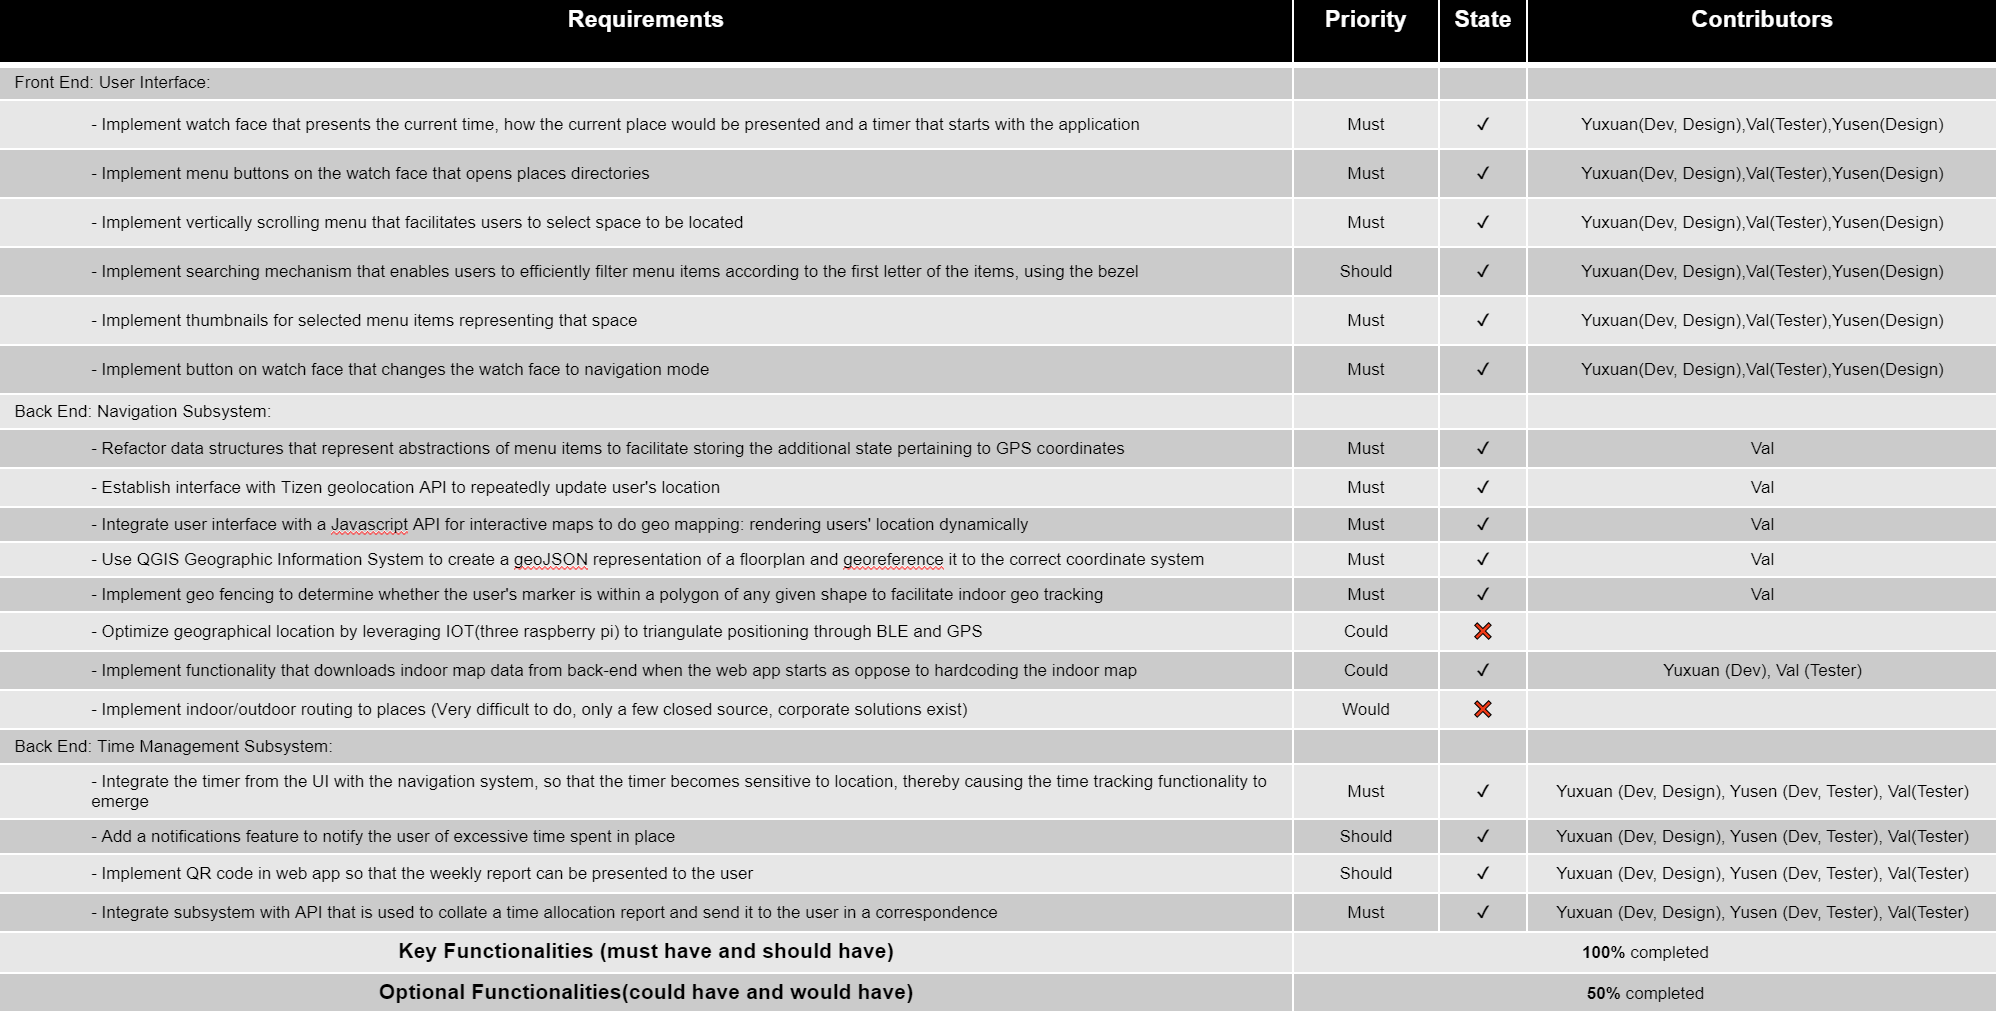 Requirements Priority State Contributors
Front End: User Interface:
- Implement watch face that presents the current time, how the current place would be presented and a timer that starts with the application Must ✓ Yuxuan(Dev, Design),Val(Tester),Yusen(Design)
- Implement menu buttons on the watch face that opens places directories Must ✓ Yuxuan(Dev, Design),Val(Tester),Yusen(Design)
- Implement vertically scrolling menu that facilitates users to select space to be located Must ✓ Yuxuan(Dev, Design),Val(Tester),Yusen(Design)
- Implement searching mechanism that enables users to efficiently filter menu items according to the first letter of the items, using the bezel Should ✓ Yuxuan(Dev, Design),Val(Tester),Yusen(Design)
- Implement thumbnails for selected menu items representing that space Must ✓ Yuxuan(Dev, Design),Val(Tester),Yusen(Design)
- Implement button on watch face that changes the watch face to navigation mode Must ✓ Yuxuan(Dev, Design),Val(Tester),Yusen(Design)
Back End: Navigation Subsystem:
- Refactor data structures that represent abstractions of menu items to facilitate storing the additional state pertaining to GPS coordinates Must ✓ Val
- Establish interface with Tizen geolocation API to repeatedly update user's location Must ✓ Val
- Integrate user interface with a Javascript API for interactive maps to do geo mapping: rendering users' location dynamically Must ✓ Val
- Use QGIS Geographic Information System to create a geoJSON representation of a floorplan and georeference it to the correct coordinate system Must ✓ Val
- Implement geo fencing to determine whether the user's marker is within a polygon of any given shape to facilitate indoor geo tracking Must ✓ Val
- Optimize geographical location by leveraging IOT(three raspberry pi) to triangulate positioning through BLE and GPS Could ❌
- Implement functionality that downloads indoor map data from back-end when the web app starts as oppose to hardcoding the indoor map Could ✓ Yuxuan (Dev), Val (Tester)
- Implement indoor/outdoor routing to places (Very difficult to do, only a few closed source, corporate solutions exist) Would ❌
Back End: Time Management Subsystem:
- Integrate the timer from the UI with the navigation system, so that the timer becomes sensitive to location, thereby causing the time tracking functionality to
emerge Must ✓ Yuxuan (Dev, Design), Yusen (Dev, Tester), Val(Tester)
- Add a notifications feature to notify the user of excessive time spent in place Should ✓ Yuxuan (Dev, Design), Yusen (Dev, Tester), Val(Tester)
- Implement QR code in web app so that the weekly report can be presented to the user Should ✓ Yuxuan (Dev, Design), Yusen (Dev, Tester), Val(Tester)
- Integrate subsystem with API that is used to collate a time allocation report and send it to the user in a correspondence Must ✓ Yuxuan (Dev, Design), Yusen (Dev, Tester), Val(Tester)
Key Functionalities (must have and should have) 100% completed
Optional Functionalities(could have and would have) 50% completed